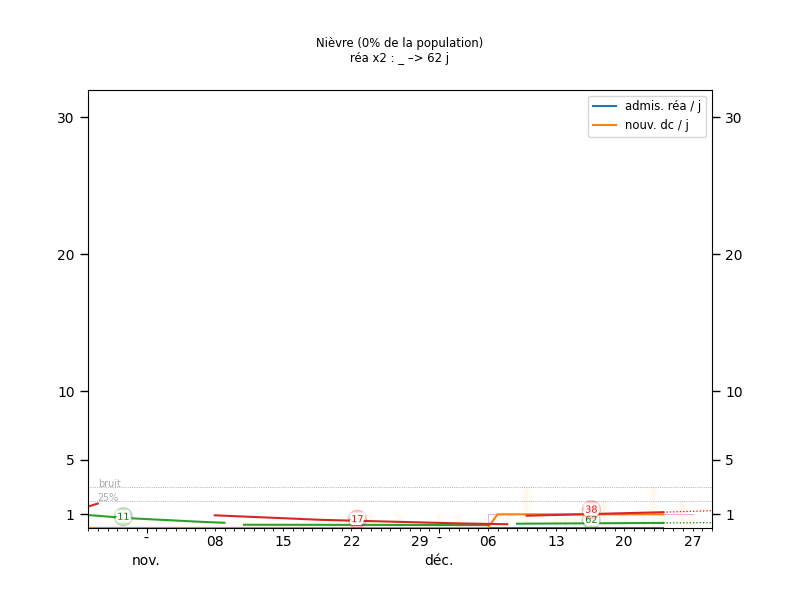 Nièvre (0% de la population)
réa x2 : _ –> 62 j
admis. réa / j
nouv. dc / j
30
30
20
20
10
10
5
5
bruit
25%
1
1
11
17
38
62
- 08 15 22 29 - 06 13 20 27
nov. déc.